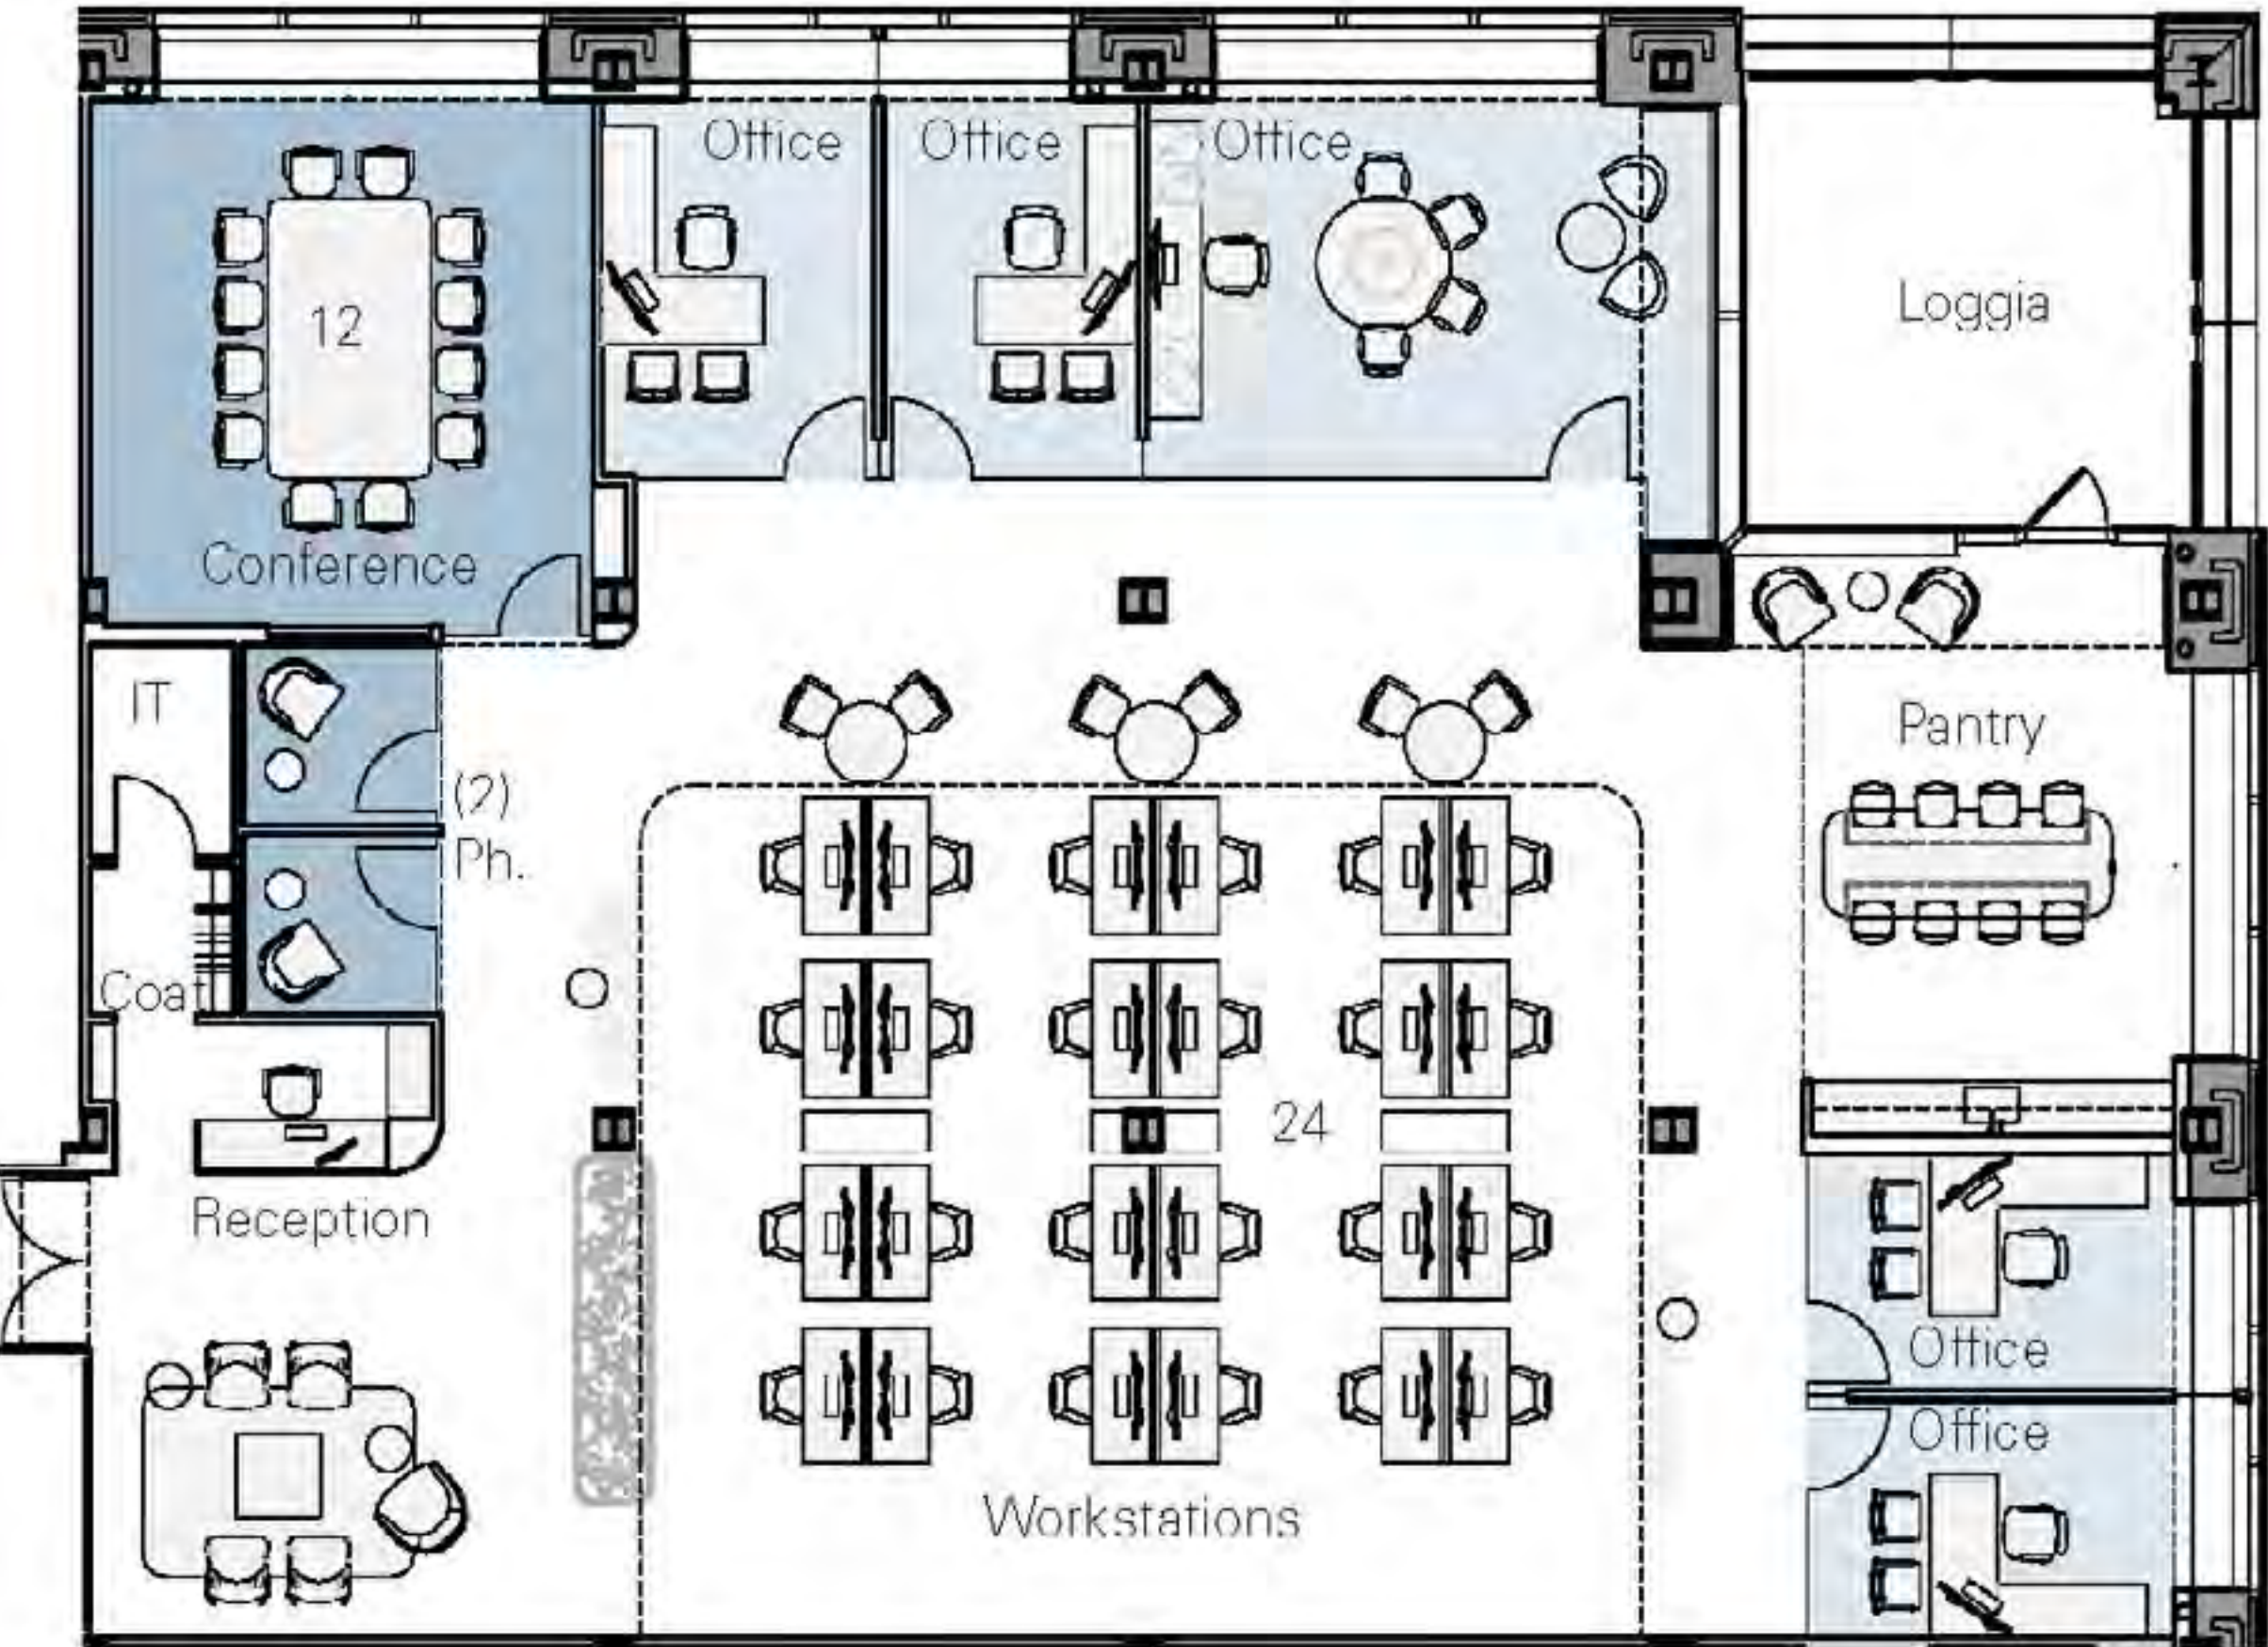 Office
Office
Office
12
Loggia
Conference
IT
Pantry
(2)
Ph.
Coat
24
Reception
Office
Office
Workstations